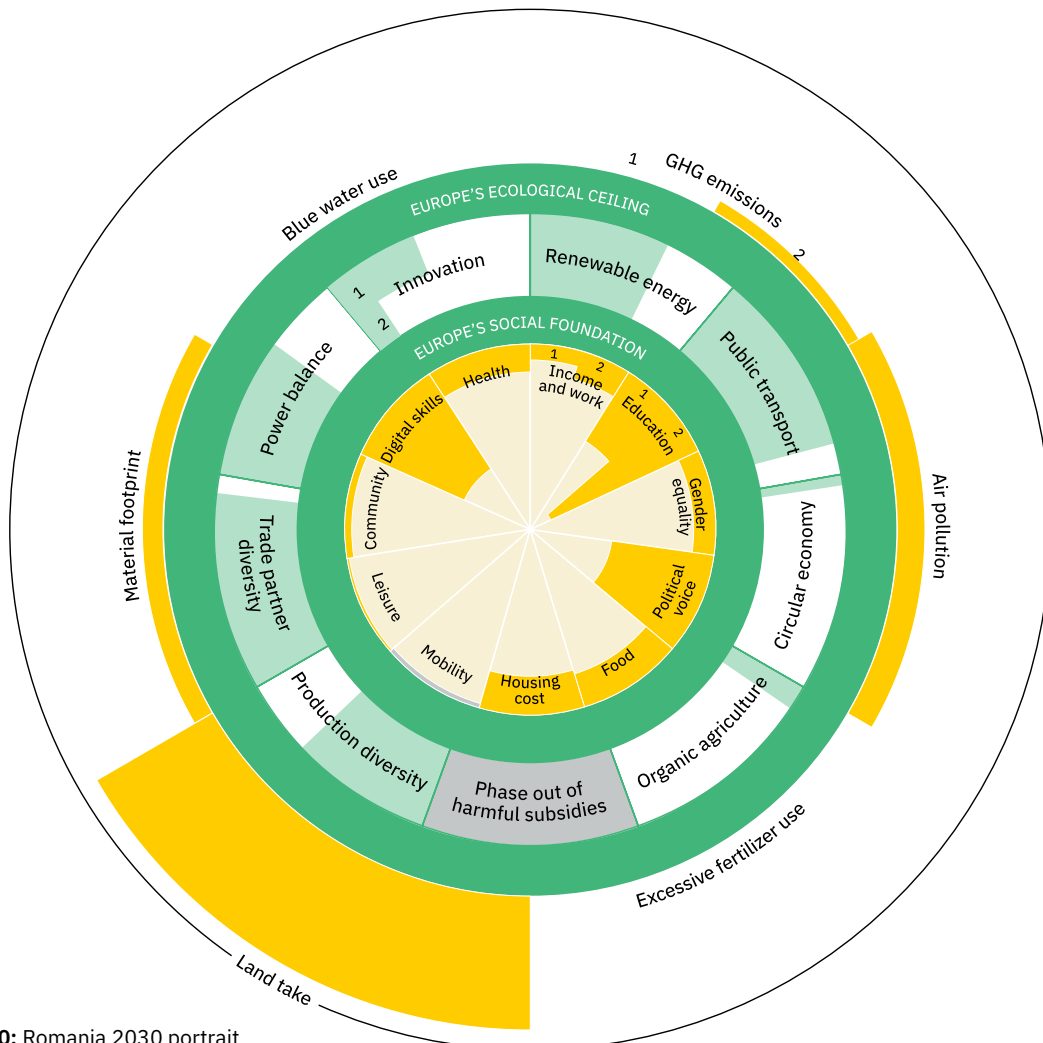 1
GHG emissions
2
Blue water use
EUROPE'S ECOLOGICAL CEILING
Innovation
1
2
Renewable energy
Public transport
EUROPE'S SOCIAL FOUNDATION
Power balance
Health
1
2
Income
and work
1
Education
2
Digital skills
Gender
equality
Community
Material footprint
Air pollution
Trade partner
diversity
Circular economy
Leisure
Political
voice
Mobility
Housing
cost
Food
Production diversity
Organic agriculture
Phase out of
harmful subsidies
Excessive fertilizer use
Land take
0: Romania 2030 portrait